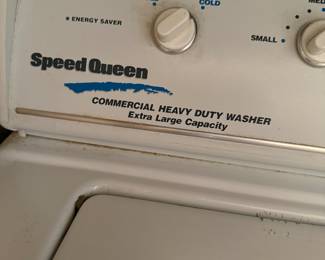 COLD
• ENERGY SAVER
SMALL
Speed Queen
COMMERCIAL HEAVY DUTY WASHER
Extra Large Capacity